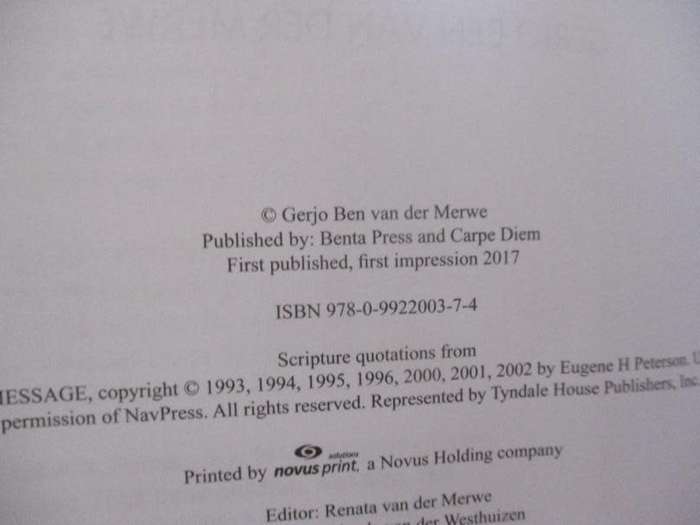 © Gerjo Ben van der Merwe
Published by: Benta Press and Carpe Diem
First published, first impression 2017
ISBN 978-0-9922003-7-4
Scripture quotations from
MESSAGE, copyright © 1993, 1994, 1995, 1996, 2000, 2001, 2002 by Eugene H Peterson. U
permission of NavPress. All rights reserved. Represented by Tyndale House Publishers, Inc.
solutions
Printed by novus print, a Novus Holding company
Editor: Renata van der Merwe
van der Westhuizen